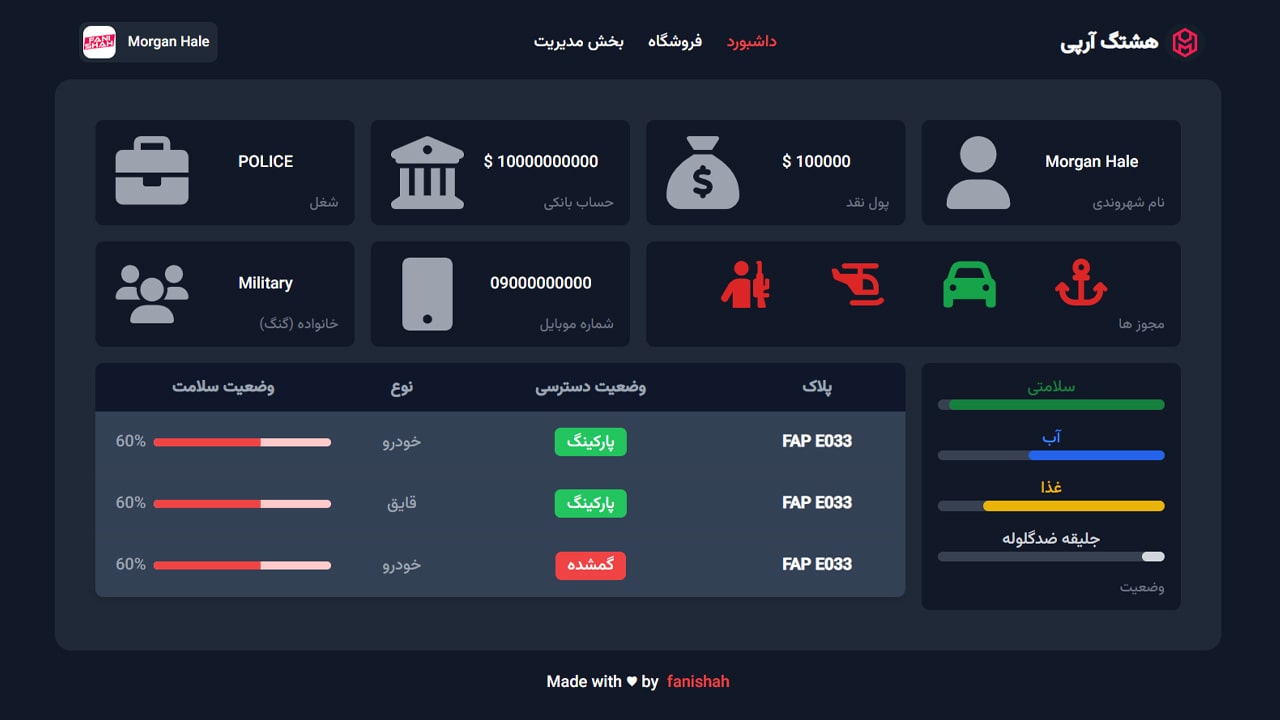 هشتگ آرپی
داشبورد
فروشگاه
بخش مدیریت
Morgan Hale
FANI
SHAH
Morgan Hale
نام شهروندی
$ 100000
پول نقد
$ 10000000000
حساب بانکی
POLICE
شغل
مجوز ها
09000000000
شماره موبایل
Military
خانواده (گنگ)
سلامتی
آب
غذا
جلیقه ضدگلوله
وضعیت
پلاک وضعیت دسترسی نوع وضعیت سلامت
FAP E033 پارکینگ خودرو 60%
FAP E033 پارکینگ قایق 60%
FAP E033 گمشده خودرو 60%
Made with ♥ by fanishah